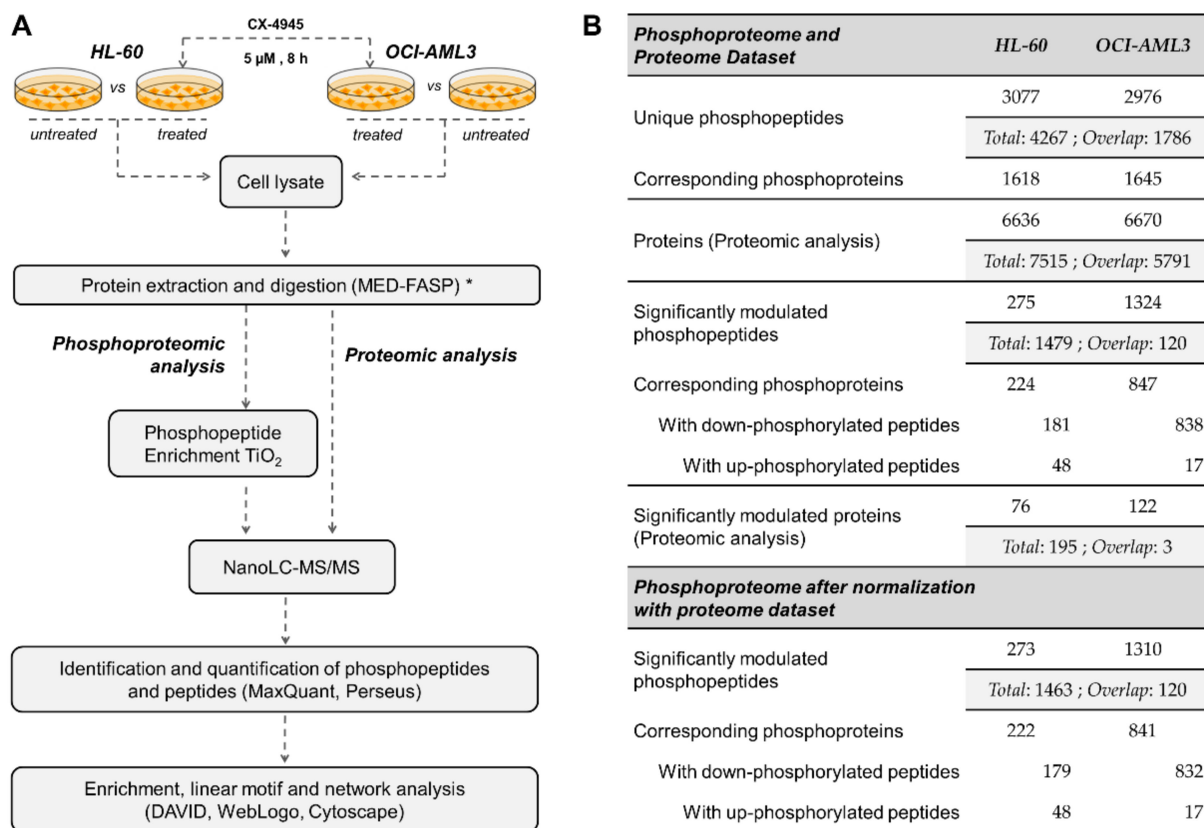 A
CX-4945
HL-60
5 µM , 8 h
OCI-AML3
vs
vs
untreated
treated
treated
untreated
Cell lysate
Protein extraction and digestion (MED-FASP) *
Phosphoproteomic
analysis
Proteomic analysis
Phosphopeptide
Enrichment TiO2
NanoLC-MS/MS
Identification and quantification of phosphopeptides
and peptides (MaxQuant, Perseus)
Enrichment, linear motif and network analysis
(DAVID, WebLogo, Cytoscape)
B
Phosphoproteome and
Proteome Dataset
HL-60 OCI-AML3
Unique phosphopeptides
3077 2976
Total: 4267 ; Overlap: 1786
Corresponding phosphoproteins 1618 1645
Proteins (Proteomic analysis)
6636 6670
Total: 7515 ; Overlap: 5791
Significantly modulated
phosphopeptides
275 1324
Total: 1479 ; Overlap: 120
Corresponding phosphoproteins 224 847
With down-phosphorylated peptides 181 838
With up-phosphorylated peptides 48 17
Significantly modulated proteins
(Proteomic analysis)
76 122
Total: 195 ; Overlap: 3
Phosphoproteome after normalization
with proteome dataset
Significantly modulated
phosphopeptides
273 1310
Total: 1463 ; Overlap: 120
Corresponding phosphoproteins 222 841
With down-phosphorylated peptides 179 832
With up-phosphorylated peptides 48 17